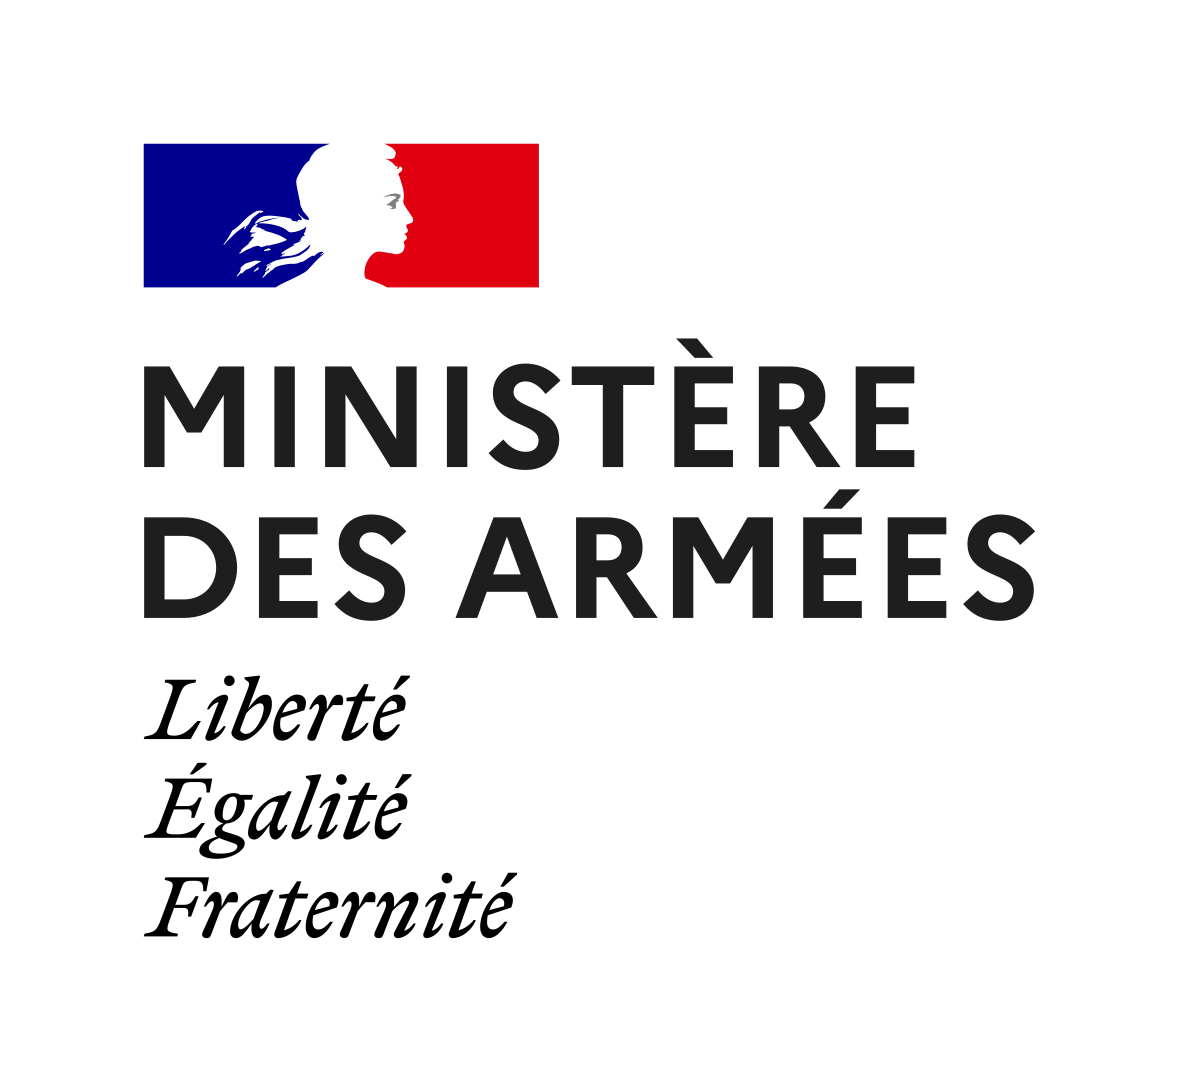 MINISTÈRE
DES ARMÉES
Liberté
Égalité
Fraternité